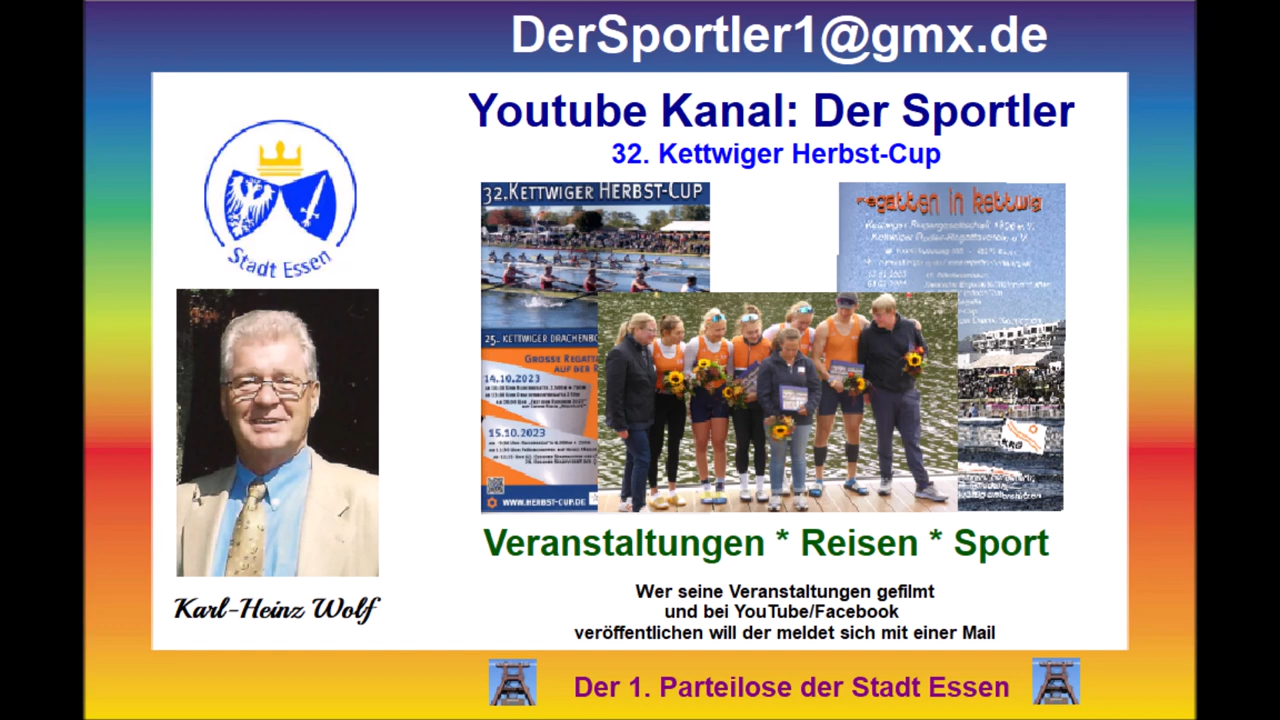 DerSportler1@gmx.de
Youtube Kanal: Der Sportler
32. Kettwiger Herbst-Cup
Stadt Essen
32. KETTWIGER HERBST-CUP
regatten in kettwig
25. KETTWIGER DRACHENBO
GROSSE REGATTA
AUF DER R
14.10.2023
15.10.2023
KRG
WWW.HERBST-CUP.DE
Karl-Heinz Wolf
Veranstaltungen * Reisen * Sport
Wer seine Veranstaltungen gefilmt
und bei YouTube/Facebook
veröffentlichen will der meldet sich mit einer Mail
Der 1. Parteilose der Stadt Essen